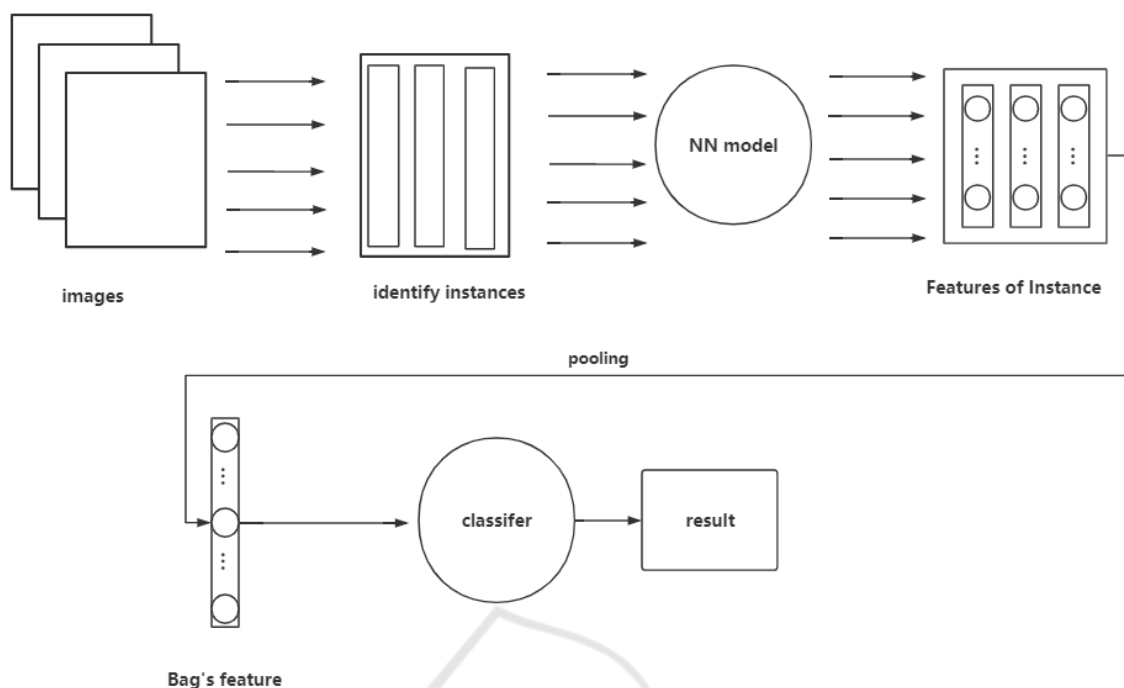 images
identify instances
NN model
Features of Instance
pooling
classifer
result
Bag's feature